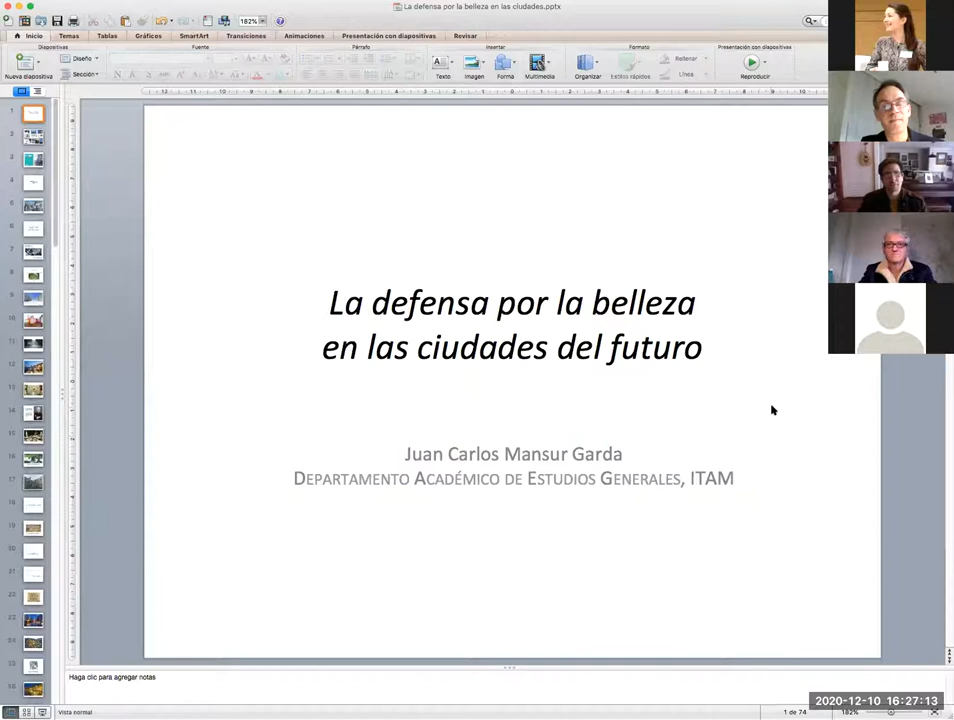 La defensa por la belleza en las ciudades.pptx
182%
Inicio Temas Tablas Gráficos SmartArt Transiciones Animaciones Presentación con diapositivas Revisar
Diapositivas Fuente Párrafo Insertar Formato Presentación con diapositivas
Nueva diapositiva Diseño Sección Texto Imagen Forma Multimedia Organizar Estilos rápidos Rellenar Línea Reproducir
La defensa por la belleza
en las ciudades del futuro
Juan Carlos Mansur Garda
DEPARTAMENTO ACADÉMICO DE ESTUDIOS GENERALES, ITAM
Haga clic para agregar notas
2020-12-10 16:27:13
Vista normal 1 de 74 182%